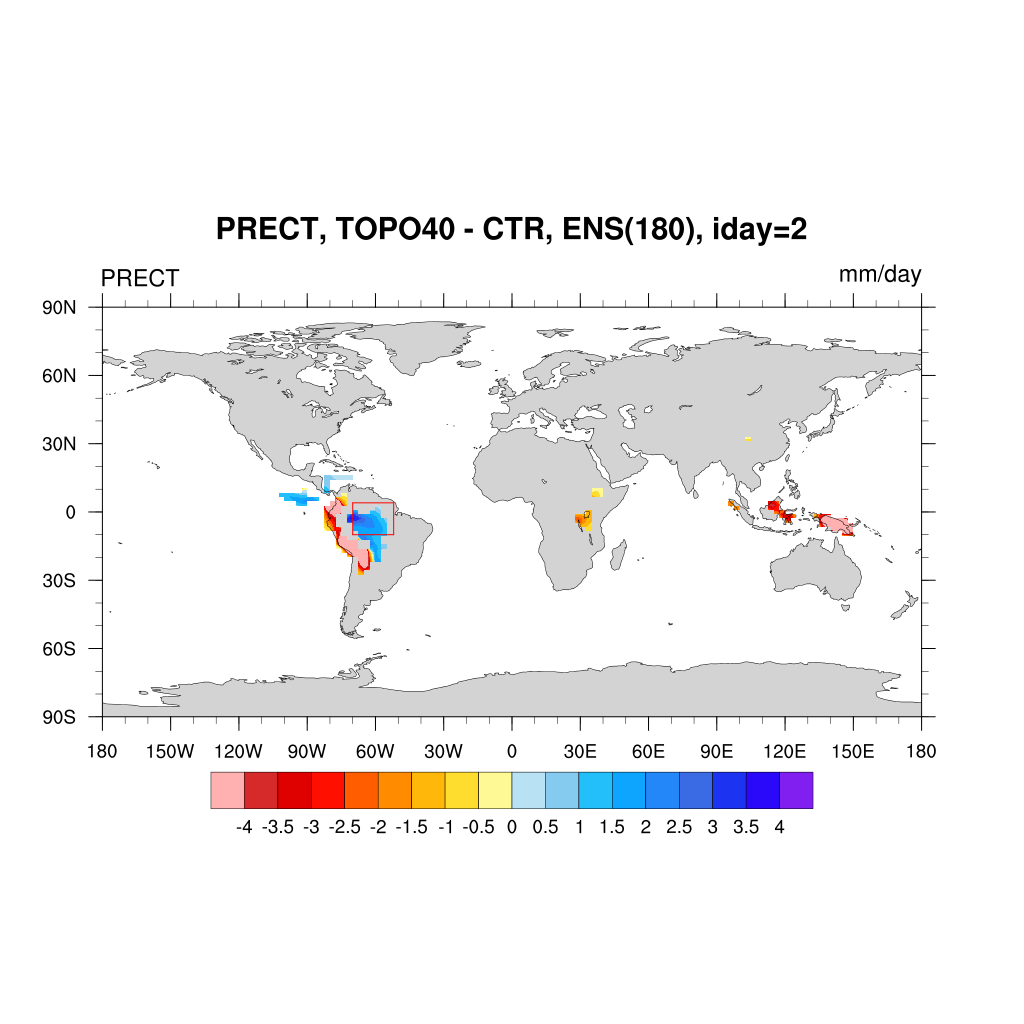 PRECT, TOPO40 - CTR, ENS(180), iday=2
PRECT mm/day
90N
60N
30N
0
30S
60S
90S
180 150W 120W 90W 60W 30W 0 30E 60E 90E 120E 150E 180
-4 -3.5 -3 -2.5 -2 -1.5 -1 -0.5 0 0.5 1 1.5 2 2.5 3 3.5 4